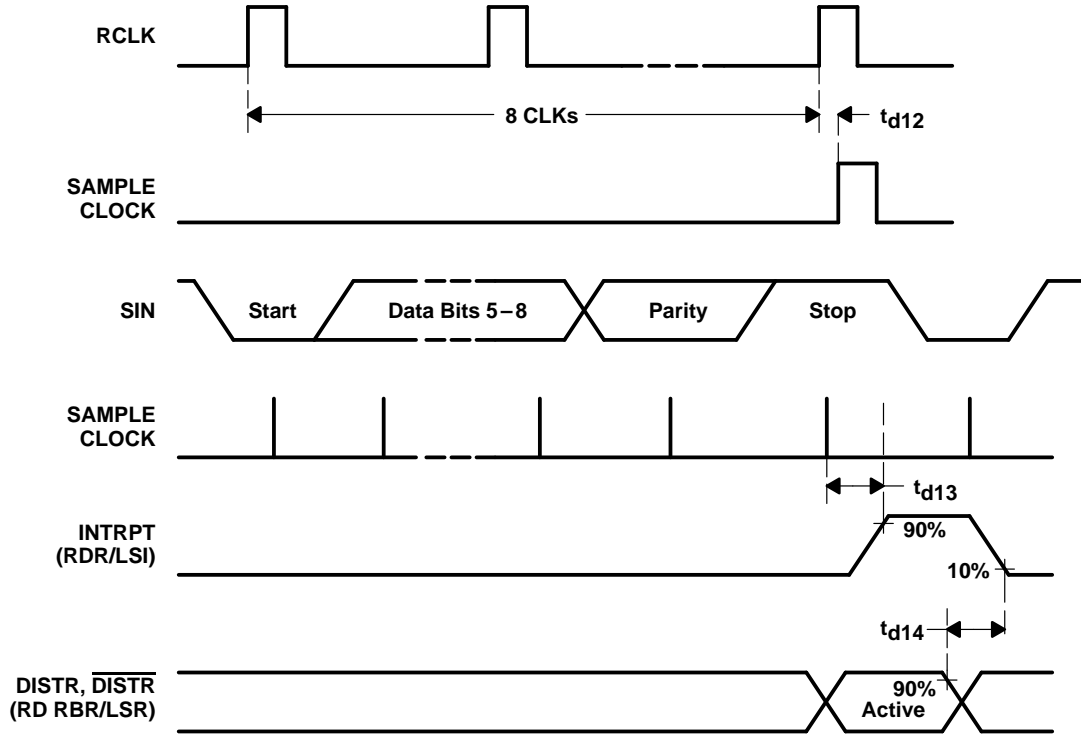 RCLK
8 CLKs
td12
SAMPLE
CLOCK
SIN
Start
Data Bits 5–8
Parity
Stop
SAMPLE
CLOCK
td13
INTRPT
(RDR/LSI)
90%
10%
td14
DISTR, DISTR
(RD RBR/LSR)
90%
Active